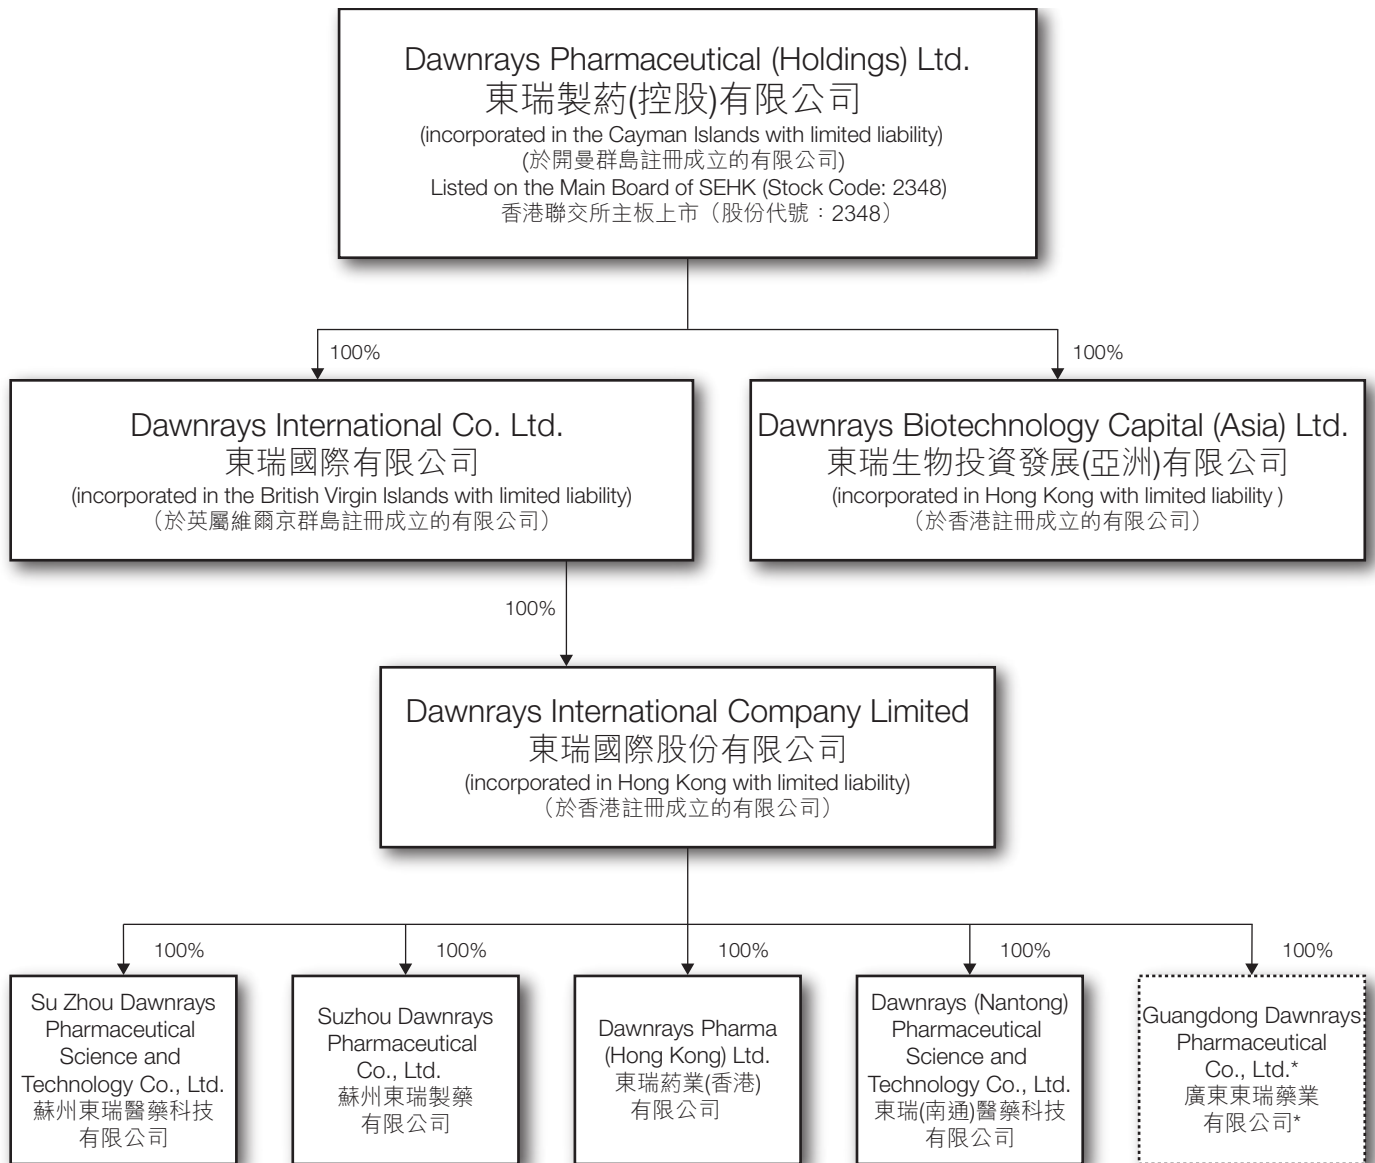 Dawnrays Pharmaceutical (Holdings) Ltd.
東瑞製葯(控股)有限公司
(incorporated in the Cayman Islands with limited liability)
(於開曼群島註冊成立的有限公司)
Listed on the Main Board of SEHK (Stock Code: 2348)
香港聯交所主板上市（股份代號：2348）
100%
100%
Dawnrays International Co. Ltd.
東瑞國際有限公司
(incorporated in the British Virgin Islands with limited liability)
（於英屬維爾京群島註冊成立的有限公司）
Dawnrays Biotechnology Capital (Asia) Ltd.
東瑞生物投資發展(亞洲)有限公司
(incorporated in Hong Kong with limited liability )
（於香港註冊成立的有限公司）
100%
Dawnrays International Company Limited
東瑞國際股份有限公司
(incorporated in Hong Kong with limited liability)
（於香港註冊成立的有限公司）
100%
100%
100%
100%
100%
Su Zhou Dawnrays
Pharmaceutical
Science and
Technology Co., Ltd.
蘇州東瑞醫藥科技
有限公司
Suzhou Dawnrays
Pharmaceutical
Co., Ltd.
蘇州東瑞製藥
有限公司
Dawnrays Pharma
(Hong Kong) Ltd.
東瑞葯業(香港)
有限公司
Dawnrays (Nantong)
Pharmaceutical
Science and
Technology Co., Ltd.
東瑞(南通)醫藥科技
有限公司
Guangdong Dawnrays
Pharmaceutical
Co., Ltd.*
廣東東瑞藥業
有限公司*